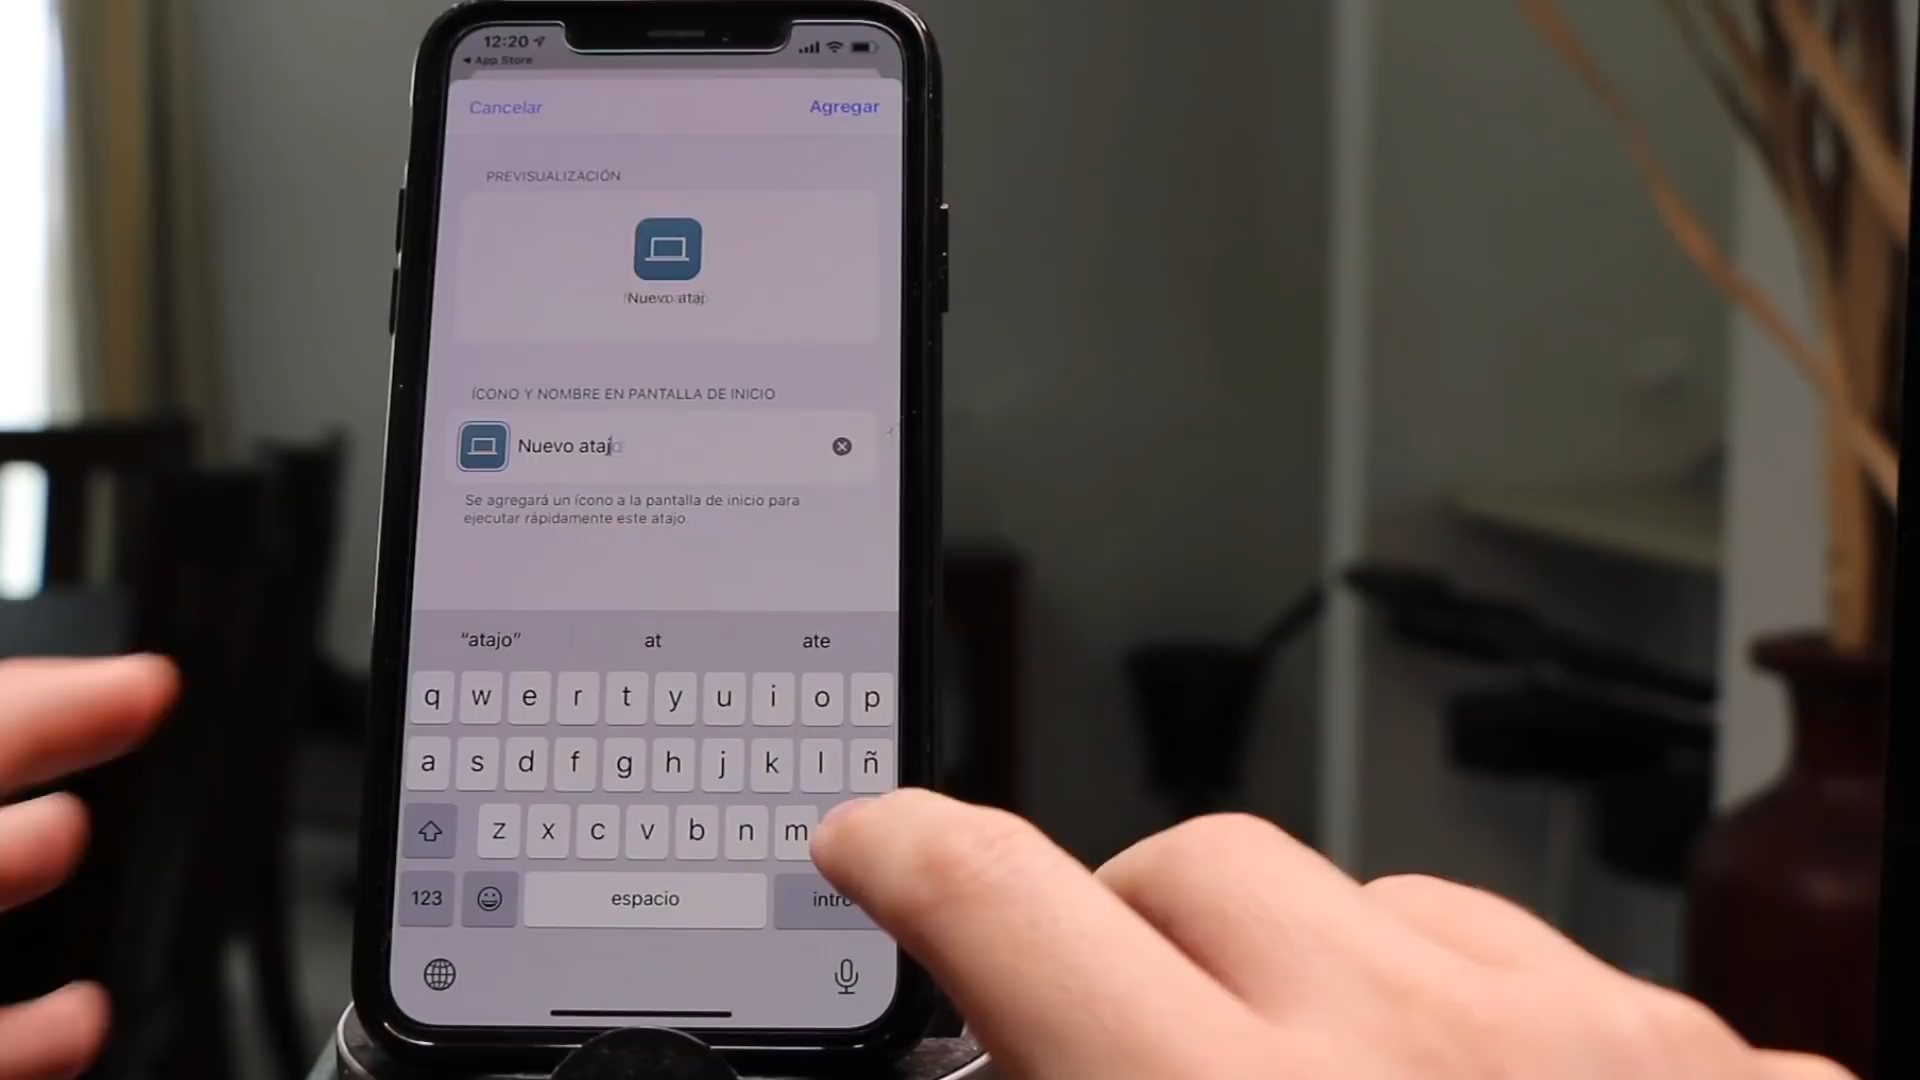 12:20
◀ App Store
Cancelar
Agregar
PREVISUALIZACIÓN
Nuevo ataj
ÍCONO Y NOMBRE EN PANTALLA DE INICIO
Nuevo ataj
Se agregará un ícono a la pantalla de inicio para
ejecutar rápidamente este atajo.
“atajo” at ate
q w e r t y u i o p
a s d f g h j k l ñ
z x c v b n m
123 espacio intro